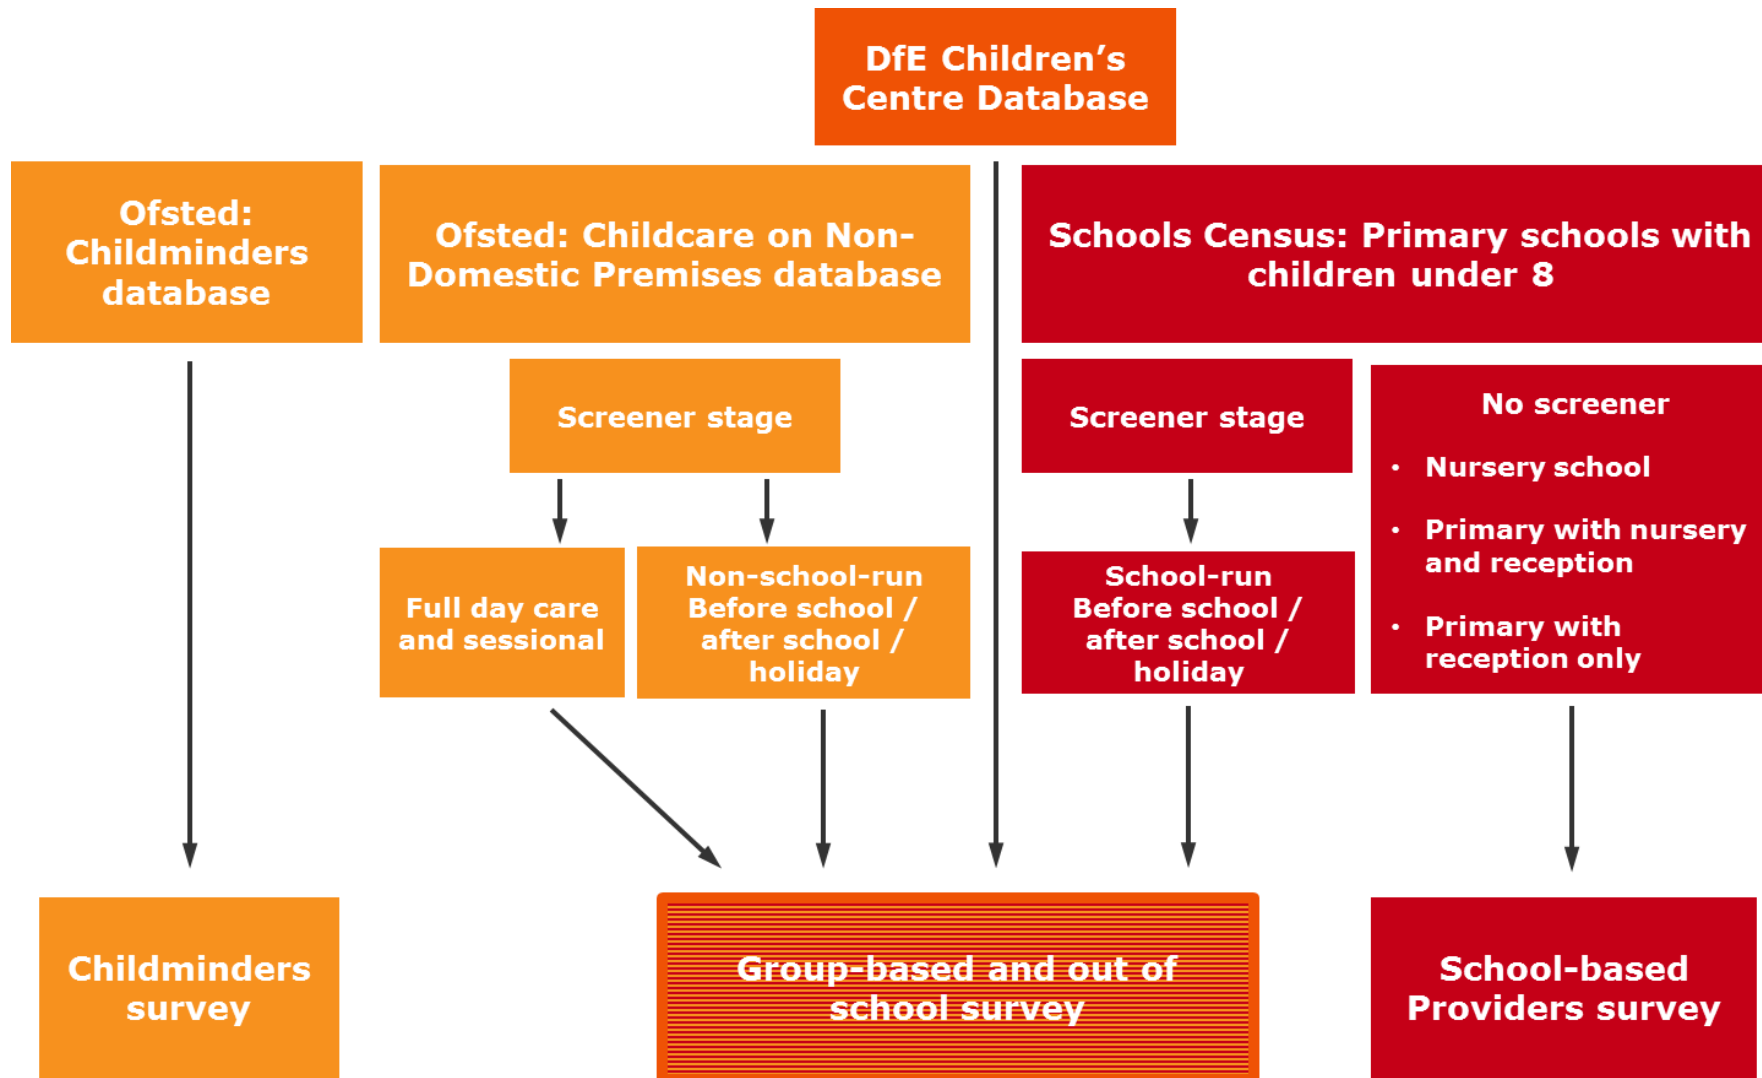 DfE Children’s
Centre Database
Ofsted:
Childminders
database
Ofsted: Childcare on Non-
Domestic Premises database
Schools Census: Primary schools with
children under 8
Screener stage
Screener stage
No screener
• Nursery school
• Primary with nursery
and reception
• Primary with
reception only
Full day care
and sessional
Non-school-run
Before school /
after school /
holiday
School-run
Before school /
after school /
holiday
Childminders
survey
Group-based and out of
school survey
School-based
Providers survey